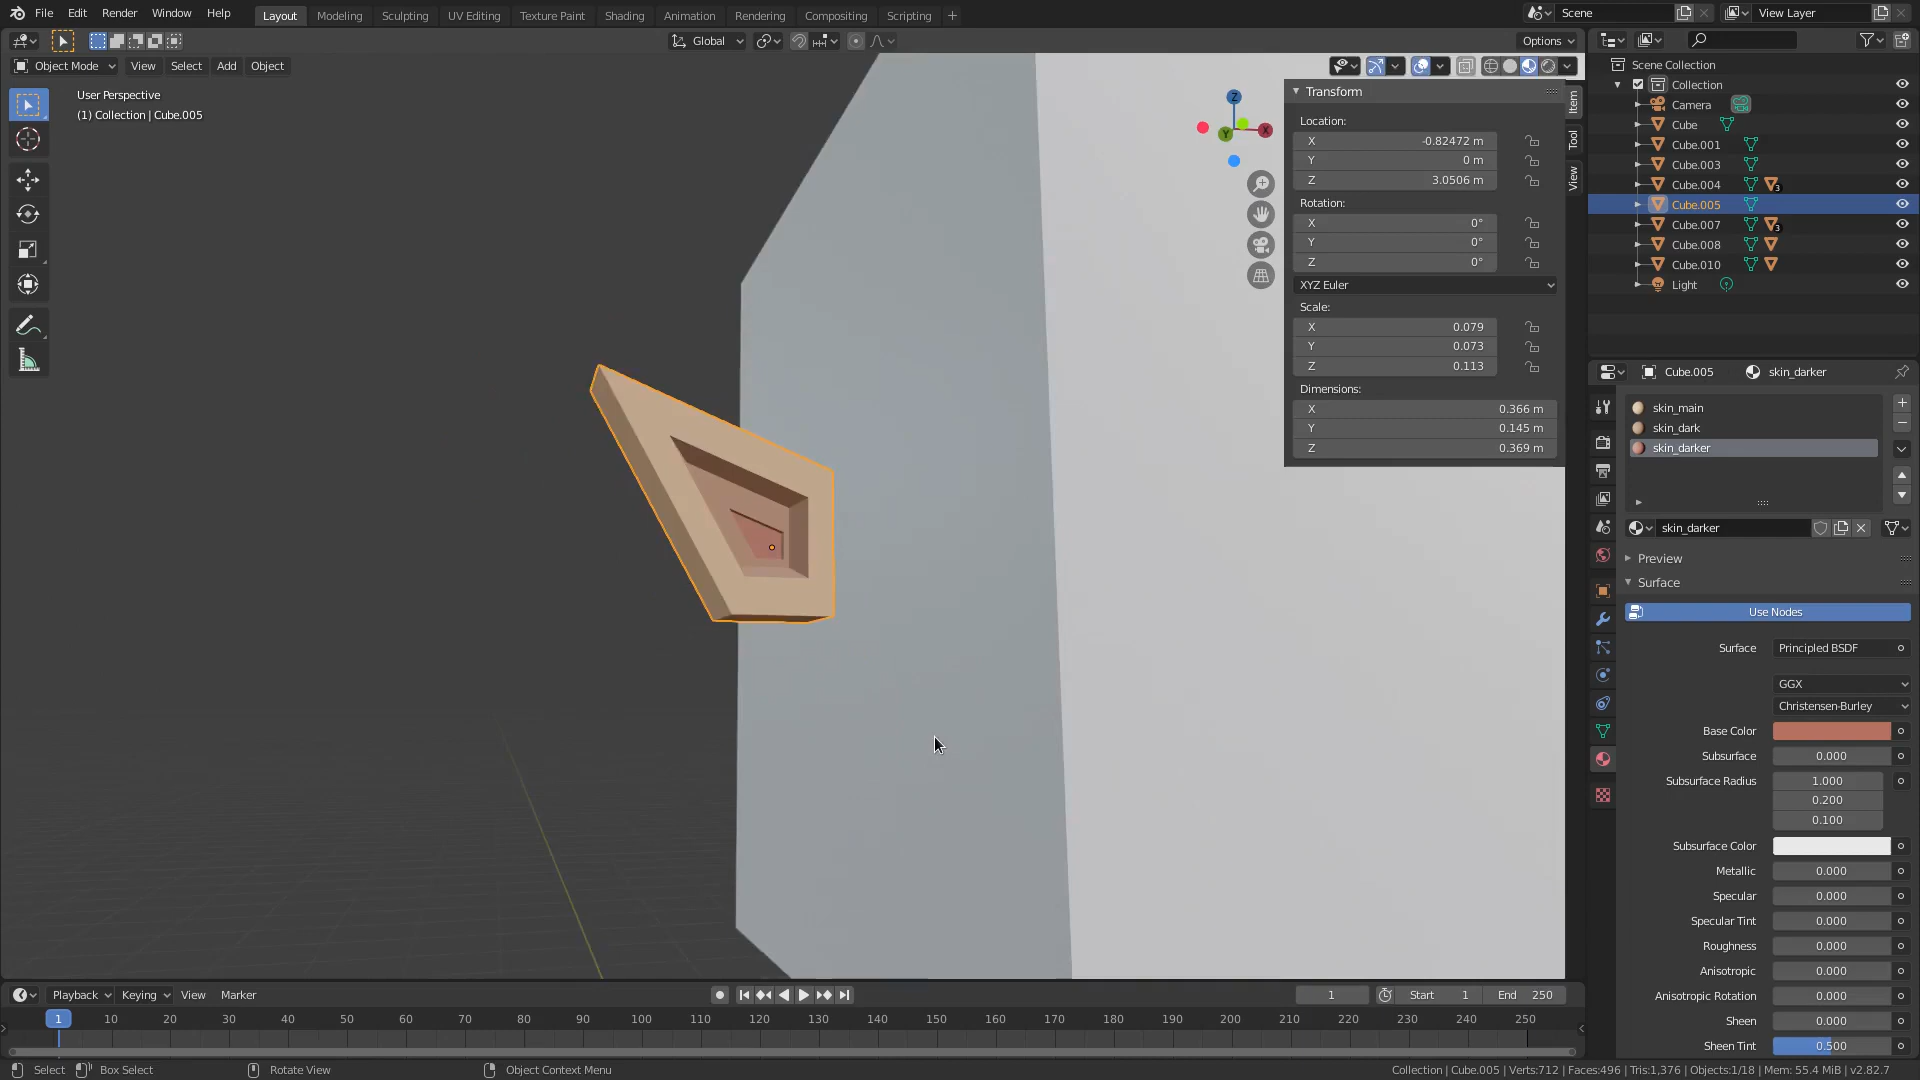 File Edit Render Window Help Layout Modeling Sculpting UV Editing Texture Paint Shading Animation Rendering Compositing Scripting + Scene View Layer
Global Options
Object Mode View Select Add Object
User Perspective
(1) Collection | Cube.005
Z
X
Y
Transform
Location:
X -0.82472 m
Y 0 m
Z 3.0506 m
Rotation:
X 0°
Y 0°
Z 0°
XYZ Euler
Scale:
X 0.079
Y 0.073
Z 0.113
Dimensions:
X 0.366 m
Y 0.145 m
Z 0.369 m
Item
Tool
View
Scene Collection
Collection
Camera
Cube
Cube.001
Cube.003
Cube.004 3
Cube.005
Cube.007 3
Cube.008
Cube.010
Light
Cube.005 skin_darker
skin_main
skin_dark
skin_darker
skin_darker
Preview
Surface
Use Nodes
Surface Principled BSDF
GGX
Christensen-Burley
Base Color
Subsurface 0.000
Subsurface Radius 1.000
0.200
0.100
Subsurface Color
Metallic 0.000
Specular 0.000
Specular Tint 0.000
Roughness 0.000
Anisotropic 0.000
Anisotropic Rotation 0.000
Sheen 0.000
Sheen Tint 0.500
Playback Keying View Marker 1 Start 1 End 250
1 10 20 30 40 50 60 70 80 90 100 110 120 130 140 150 160 170 180 190 200 210 220 230 240 250
Select Box Select Rotate View Object Context Menu Collection | Cube.005 | Verts:712 | Faces:496 | Tris:1,376 | Objects:1/18 | Mem: 55.4 MiB | v2.82.7